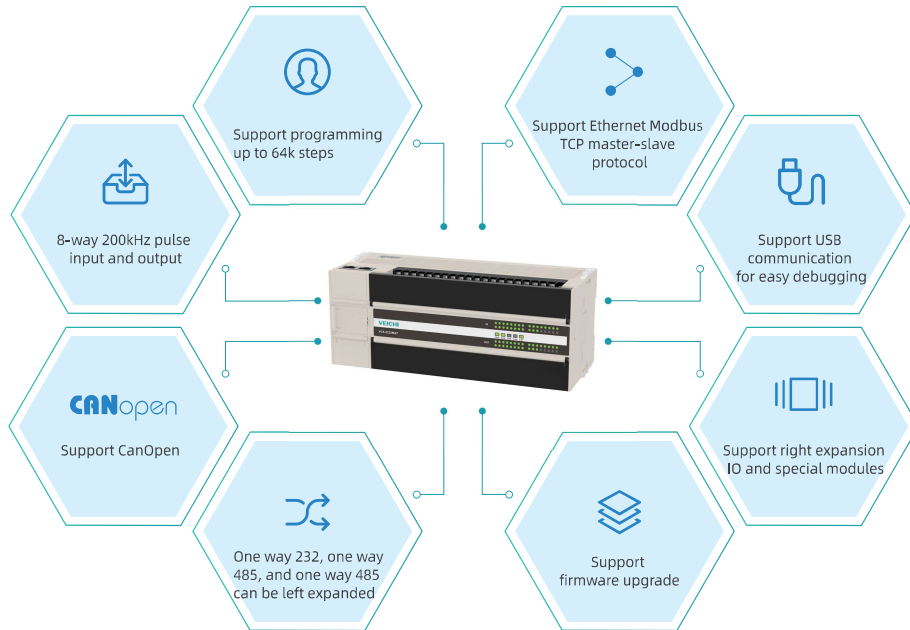 Support programming
up to 64k steps
Support Ethernet Modbus
TCP master-slave
protocol
8-way 200kHz pulse
input and output
Support USB
communication
for easy debugging
VEICHI
CANopen
Support CanOpen
Support right expansion
IO and special modules
One way 232, one way
485, and one way 485
can be left expanded
Support
firmware upgrade